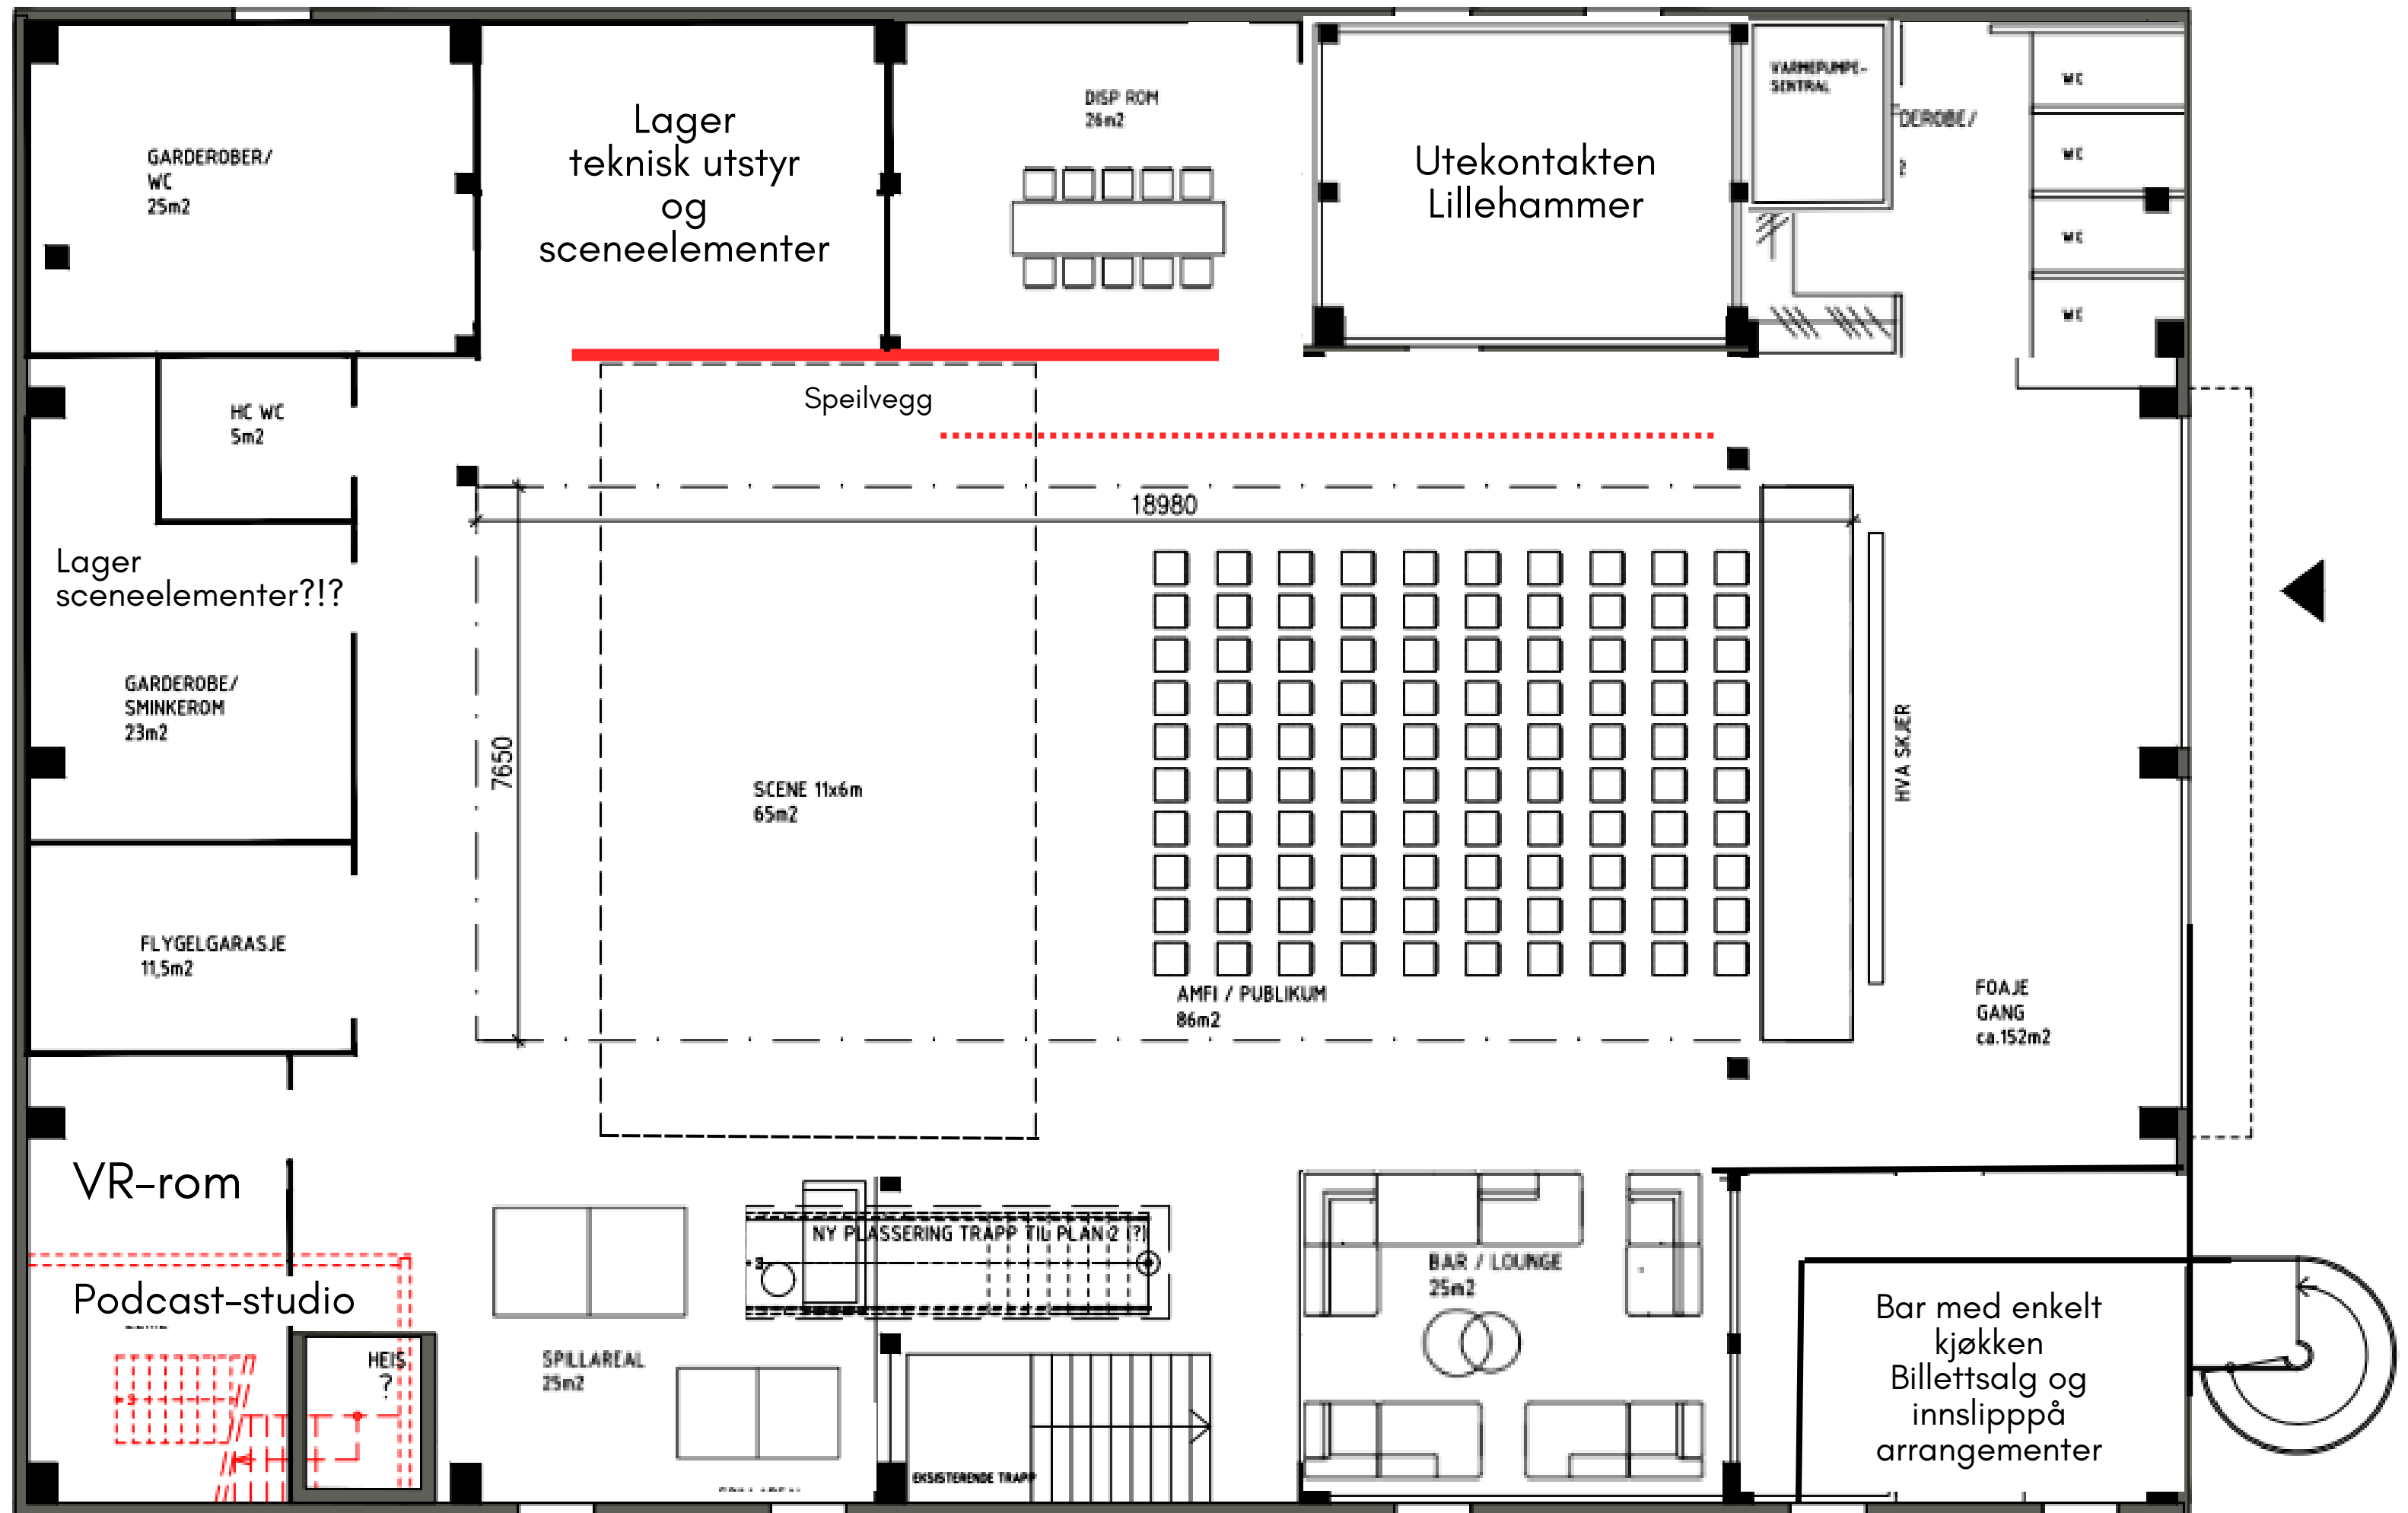 GARDEROBER/
WC
25m2
Lager
teknisk utstyr
og
sceneelementer
DISP ROM
26m2
Utekontakten
Lillehammer
VARMEPUMPE-
SENTRAL
DEROBE/
WC
WC
WC
WC
HC WC
5m2
Speilvegg
18980
Lager
sceneelementer?!?
GARDEROBE/
SMINKEROM
23m2
7650
SCENE 11x6m
65m2
HVA SKJER
FLYGELGARASJE
11,5m2
AMFI / PUBLIKUM
86m2
FOAJE
GANG
ca.152m2
VR-rom
NY PLASSERING TRAPP TIL PLAN 2 (?)
Podcast-studio
BAR / LOUNGE
25m2
Bar med enkelt
kjøkken
Billettsalg og
innslipppå
arrangementer
HEIS
?
SPILLAREAL
25m2
EKSISTERENDE TRAPP